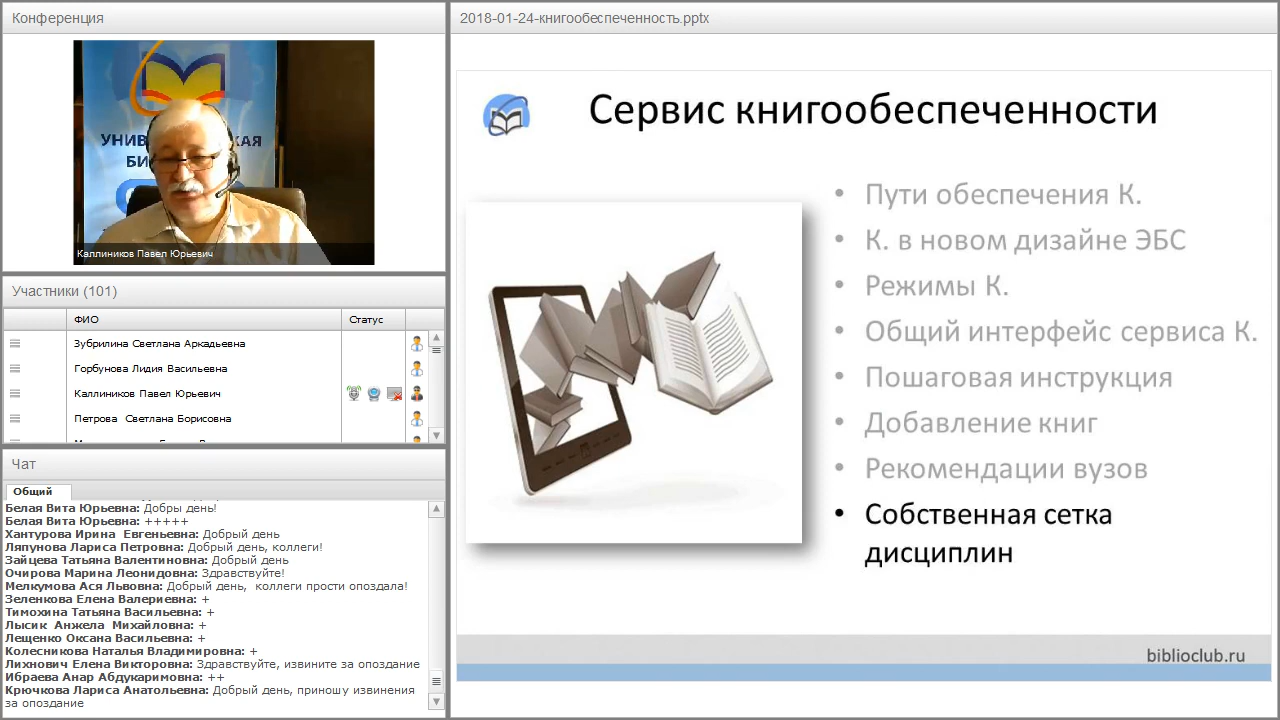 Конференция
УНИВ
КАЯ
БИ
Каллиников Павел Юрьевич
Участники (101)
ФИО
Статус
Зубрилина Светлана Аркадьевна
Горбунова Лидия Васильевна
Каллиников Павел Юрьевич
Петрова Светлана Борисовна
Чат
Общий
Белая Вита Юрьевна: Добры день!
Белая Вита Юрьевна: +++++
Хантурова Ирина Евгеньевна: Добрый день
Ляпунова Лариса Петровна: Добрый день, коллеги!
Зайцева Татьяна Валентиновна: Добрый день
Очирова Марина Леонидовна: Здравствуйте!
Мелкумова Ася Львовна: Добрый день, коллеги прости опоздала!
Зеленкова Елена Валериевна: +
Тимохина Татьяна Васильевна: +
Лысик Анжела Михайловна: +
Лещенко Оксана Васильевна: +
Колесникова Наталья Владимировна: +
Лихнович Елена Викторовна: Здравствуйте, извините за опоздание
Ибраева Анар Абдукаримовна: ++
Крючкова Лариса Анатольевна: Добрый день, приношу извинения
за опоздание
2018-01-24-книгообеспеченность.pptx
Сервис книгообеспеченности
• Пути обеспечения К.
• К. в новом дизайне ЭБС
• Режимы К.
• Общий интерфейс сервиса К.
• Пошаговая инструкция
• Добавление книг
• Рекомендации вузов
• Собственная сетка
дисциплин
biblioclub.ru